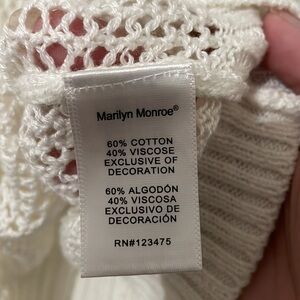 Marilyn Monroe®
60% COTTON
40% VISCOSE
EXCLUSIVE OF
DECORATION
60% ALGODÓN
40% VISCOSA
EXCLUSIVO DE
DECORACIÓN
RN#123475